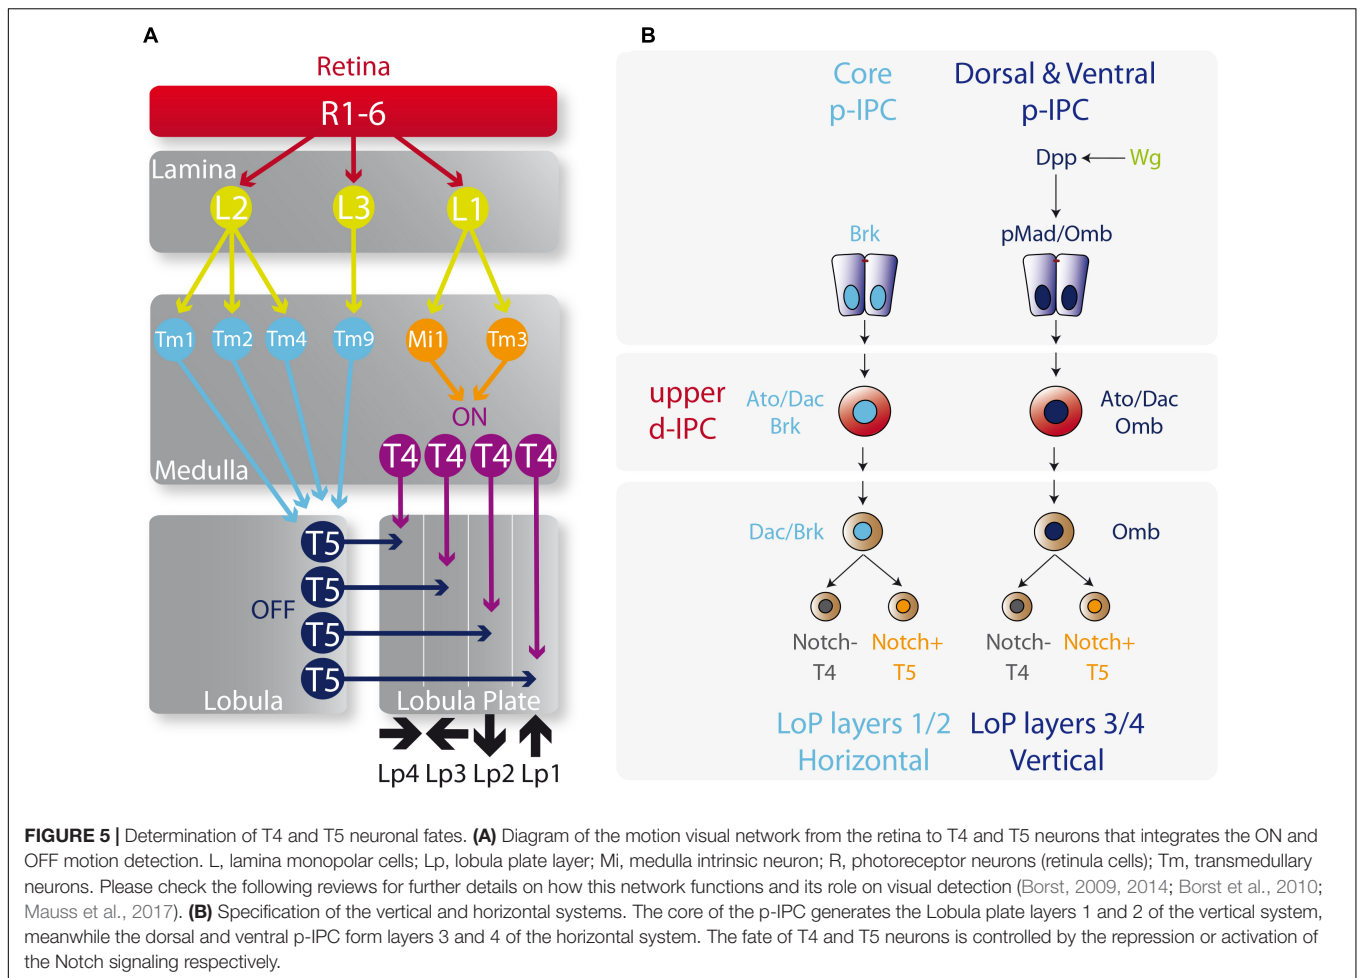 A
Retina
R1-6
Lamina
L2 L3 L1
Tm1 Tm2 Tm4 Tm9 Mi1 Tm3
ON
T4 T4 T4 T4
Medulla
T5
T5
OFF
T5
T5
Lobula
Lobula Plate
Lp4 Lp3 Lp2 Lp1
B
Core
p-IPC
Dorsal & Ventral
p-IPC
Dpp Wg
Brk pMad/Omb
upper
d-IPC
Ato/Dac
Brk
Ato/Dac
Omb
Dac/Brk Omb
Notch-
T4
Notch+
T5
Notch-
T4
Notch+
T5
LoP layers 1/2
Horizontal
LoP layers 3/4
Vertical
FIGURE 5 | Determination of T4 and T5 neuronal fates. (A) Diagram of the motion visual network from the retina to T4 and T5 neurons that integrates the ON and
OFF motion detection. L, lamina monopolar cells; Lp, lobula plate layer; Mi, medulla intrinsic neuron; R, photoreceptor neurons (retinula cells); Tm, transmedullary
neurons. Please check the following reviews for further details on how this network functions and its role on visual detection (Borst, 2009, 2014; Borst et al., 2010;
Mauss et al., 2017). (B) Specification of the vertical and horizontal systems. The core of the p-IPC generates the Lobula plate layers 1 and 2 of the vertical system,
meanwhile the dorsal and ventral p-IPC form layers 3 and 4 of the horizontal system. The fate of T4 and T5 neurons is controlled by the repression or activation of
the Notch signaling respectively.